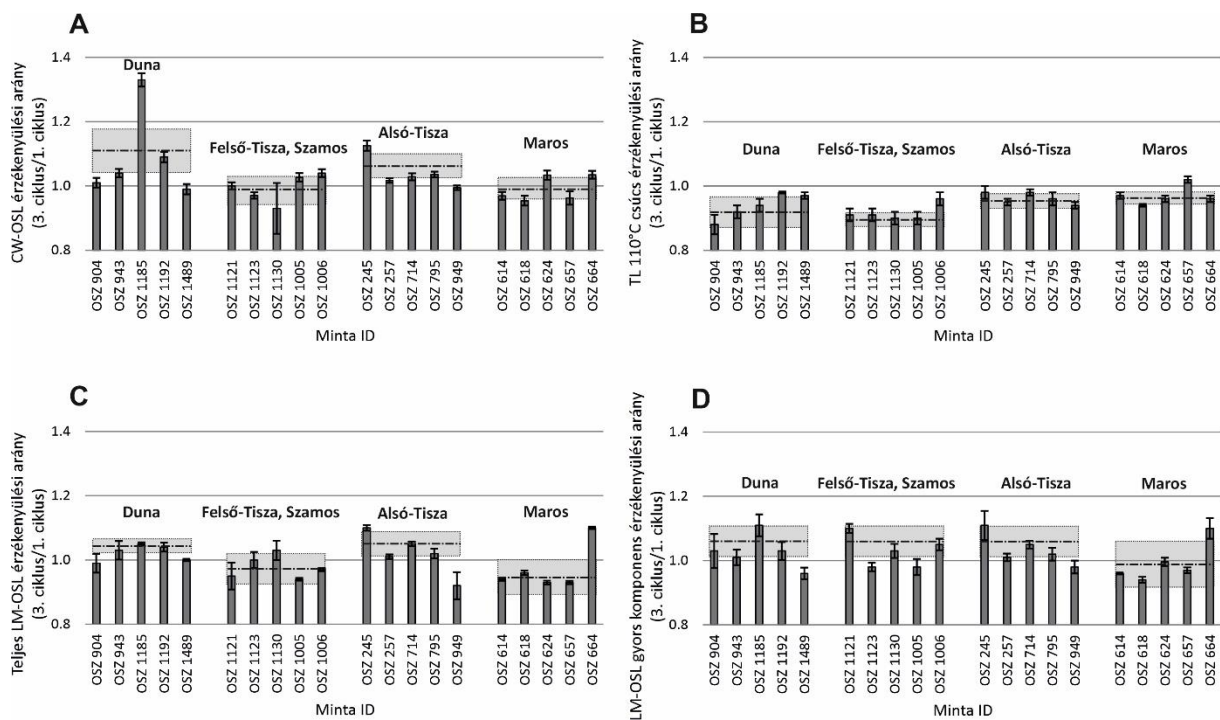 A
CW-OSL érzékenyülési arány
(3. ciklus/1. ciklus)
1.4
1.2
1.0
0.8
Duna
Felső-Tisza, Szamos
Alsó-Tisza
Maros
OSZ 904
OSZ 943
OSZ 1185
OSZ 1192
OSZ 1489
OSZ 1121
OSZ 1123
OSZ 1130
OSZ 1005
OSZ 1006
OSZ 245
OSZ 257
OSZ 714
OSZ 795
OSZ 949
OSZ 614
OSZ 618
OSZ 624
OSZ 657
OSZ 664
Minta ID
B
TL 110°C csúcs érzékenyülési arány
(3. ciklus/1. ciklus)
1.4
1.2
1.0
0.8
Duna
Felső-Tisza, Szamos
Alsó-Tisza
Maros
OSZ 904
OSZ 943
OSZ 1185
OSZ 1192
OSZ 1489
OSZ 1121
OSZ 1123
OSZ 1130
OSZ 1005
OSZ 1006
OSZ 245
OSZ 257
OSZ 714
OSZ 795
OSZ 949
OSZ 614
OSZ 618
OSZ 624
OSZ 657
OSZ 664
Minta ID
C
Teljes LM-OSL érzékenyülési arány
(3. ciklus/1. ciklus)
1.4
1.2
1.0
0.8
Duna
Felső-Tisza, Szamos
Alsó-Tisza
Maros
OSZ 904
OSZ 943
OSZ 1185
OSZ 1192
OSZ 1489
OSZ 1121
OSZ 1123
OSZ 1130
OSZ 1005
OSZ 1006
OSZ 245
OSZ 257
OSZ 714
OSZ 795
OSZ 949
OSZ 614
OSZ 618
OSZ 624
OSZ 657
OSZ 664
Minta ID
D
LM-OSL gyors komponens érzékenyülési arány
(3. ciklus/1. ciklus)
1.4
1.2
1.0
0.8
Duna
Felső-Tisza, Szamos
Alsó-Tisza
Maros
OSZ 904
OSZ 943
OSZ 1185
OSZ 1192
OSZ 1489
OSZ 1121
OSZ 1123
OSZ 1130
OSZ 1005
OSZ 1006
OSZ 245
OSZ 257
OSZ 714
OSZ 795
OSZ 949
OSZ 614
OSZ 618
OSZ 624
OSZ 657
OSZ 664
Minta ID